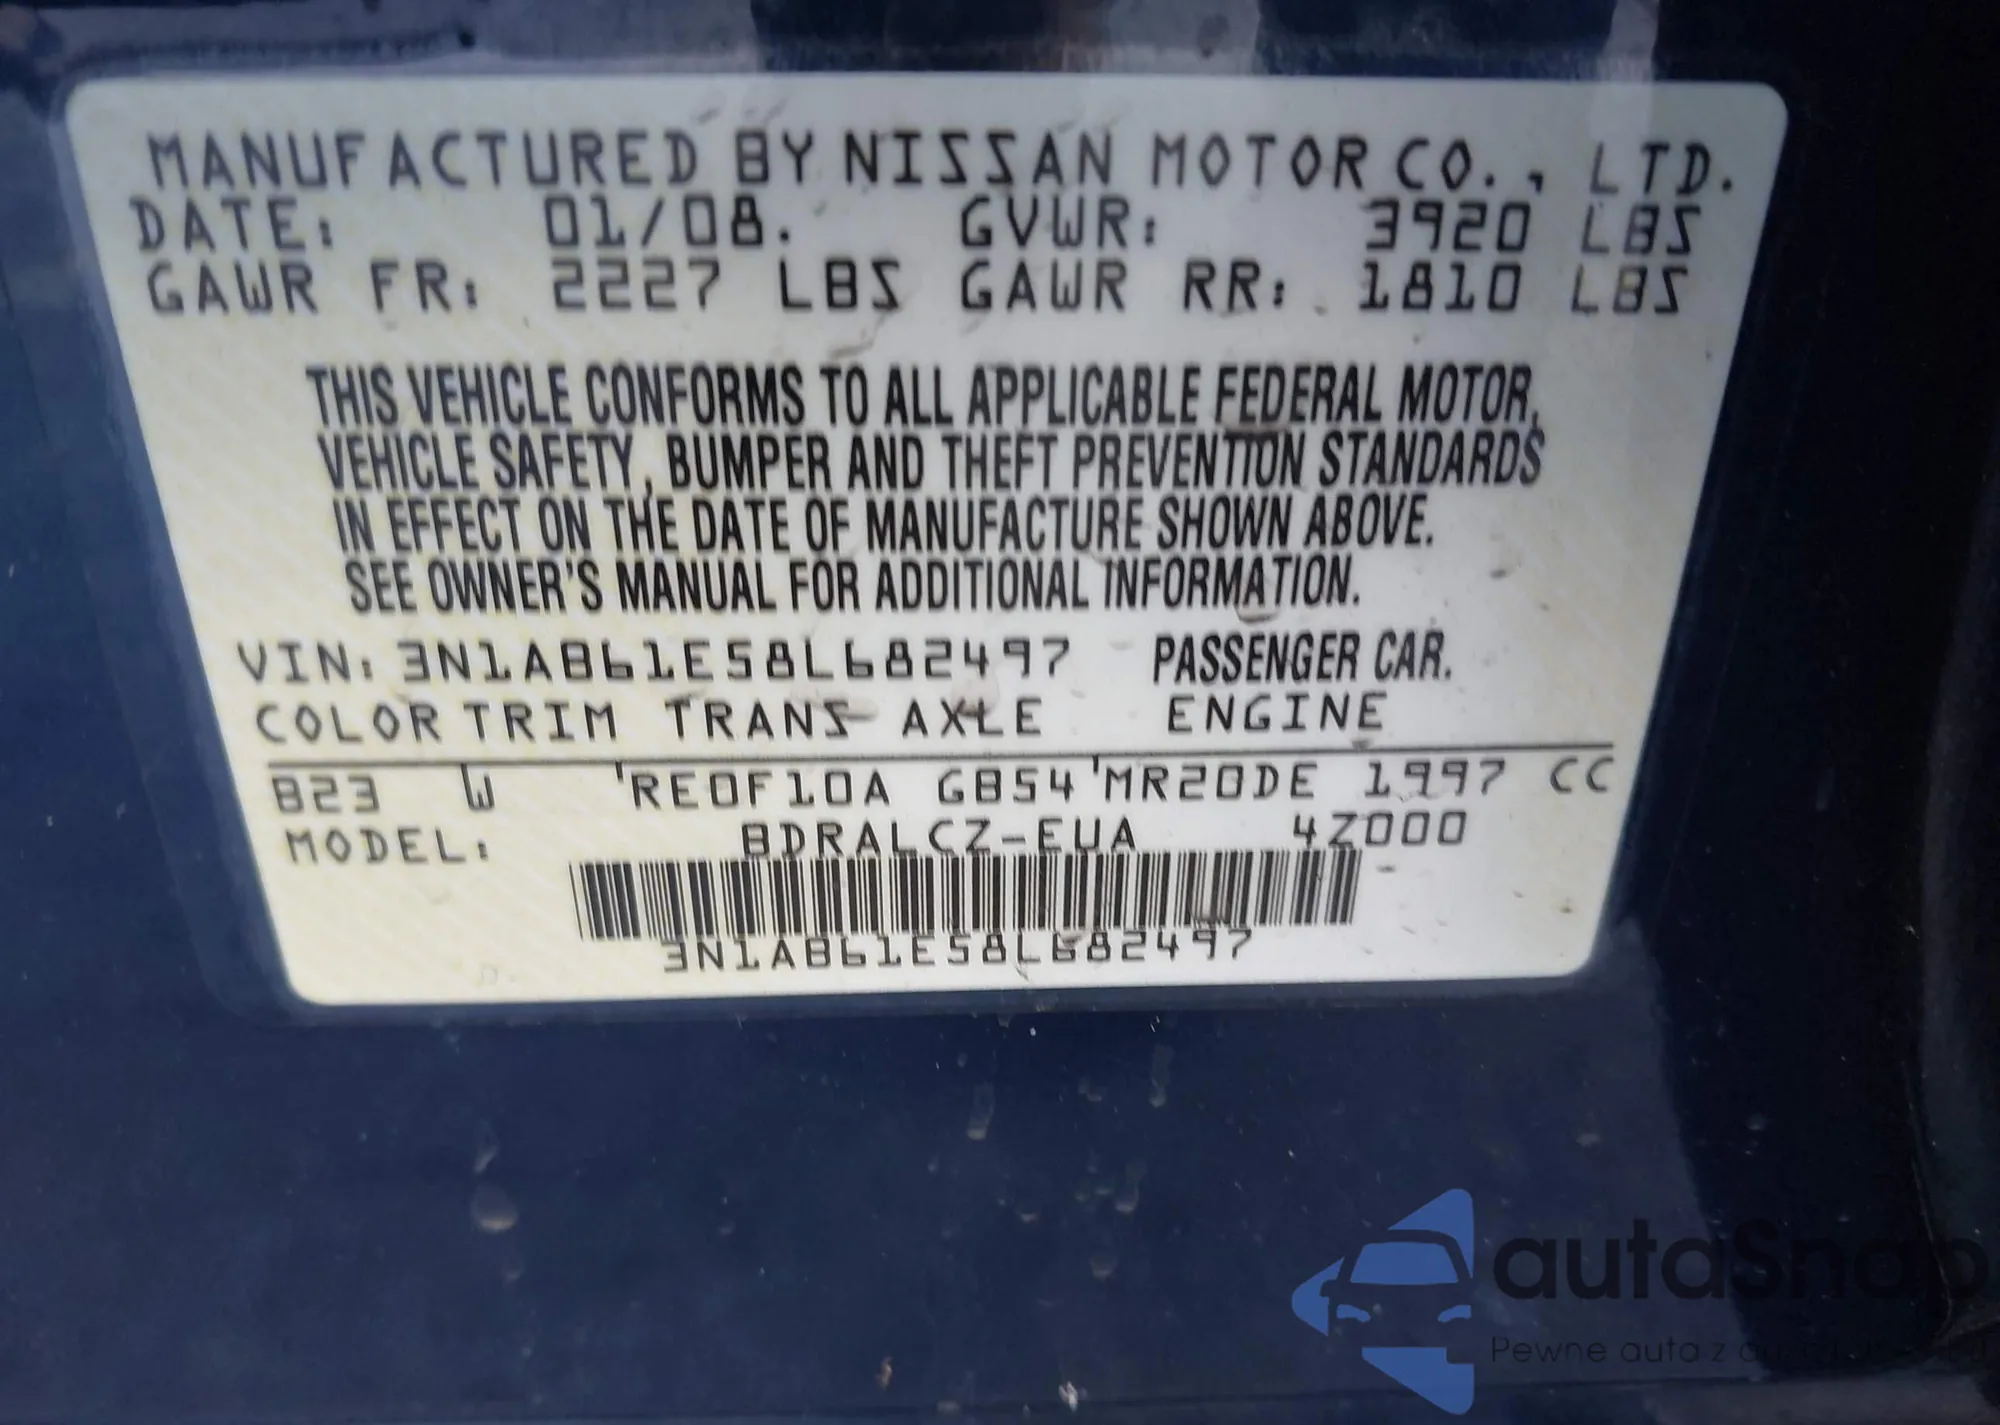 MANUFACTURED BY NISSAN MOTOR CO., LTD.
DATE: 01/08. GVWR: 3920 LBS
GAWR FR: 2227 LBS GAWR RR: 1810 LBS
THIS VEHICLE CONFORMS TO ALL APPLICABLE FEDERAL MOTOR,
VEHICLE SAFETY, BUMPER AND THEFT PREVENTION STANDARDS
IN EFFECT ON THE DATE OF MANUFACTURE SHOWN ABOVE.
SEE OWNER'S MANUAL FOR ADDITIONAL INFORMATION.
VIN: 3N1AB61E58L682497 PASSENGER CAR.
COLOR TRIM TRANS AXLE ENGINE
B23 W 'RE0F10A GB54 'MR20DE 1997 CC
MODEL: BDRALCZ-EUA 4Z000
3N1AB61E58L682497
autaSnap
Pewne auta z